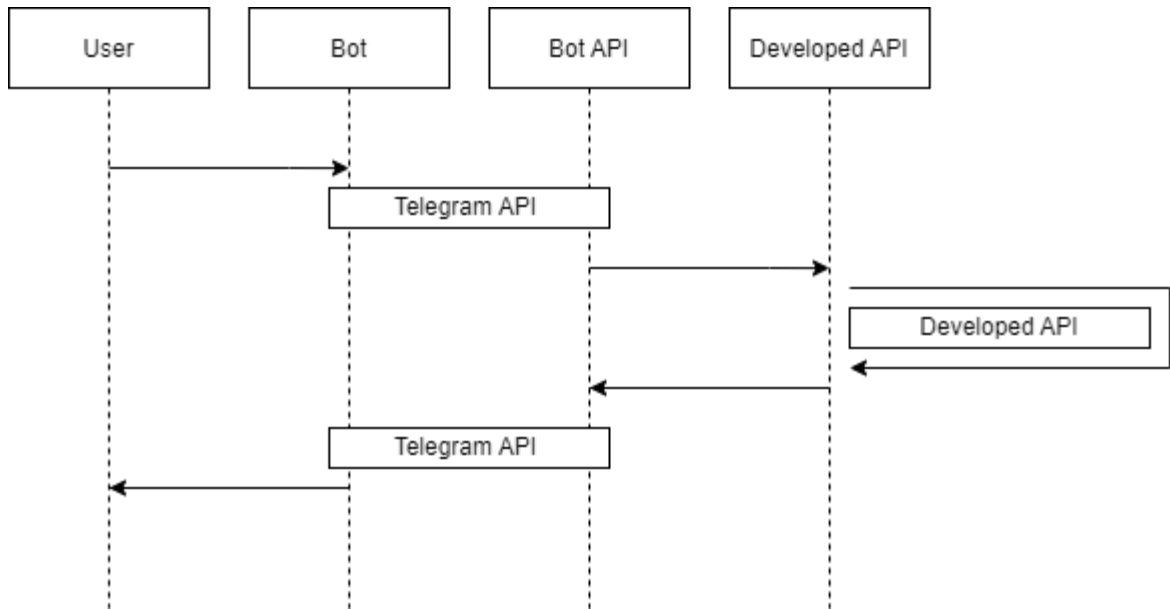 User
Bot
Bot API
Developed API
Telegram API
Developed API
Telegram API